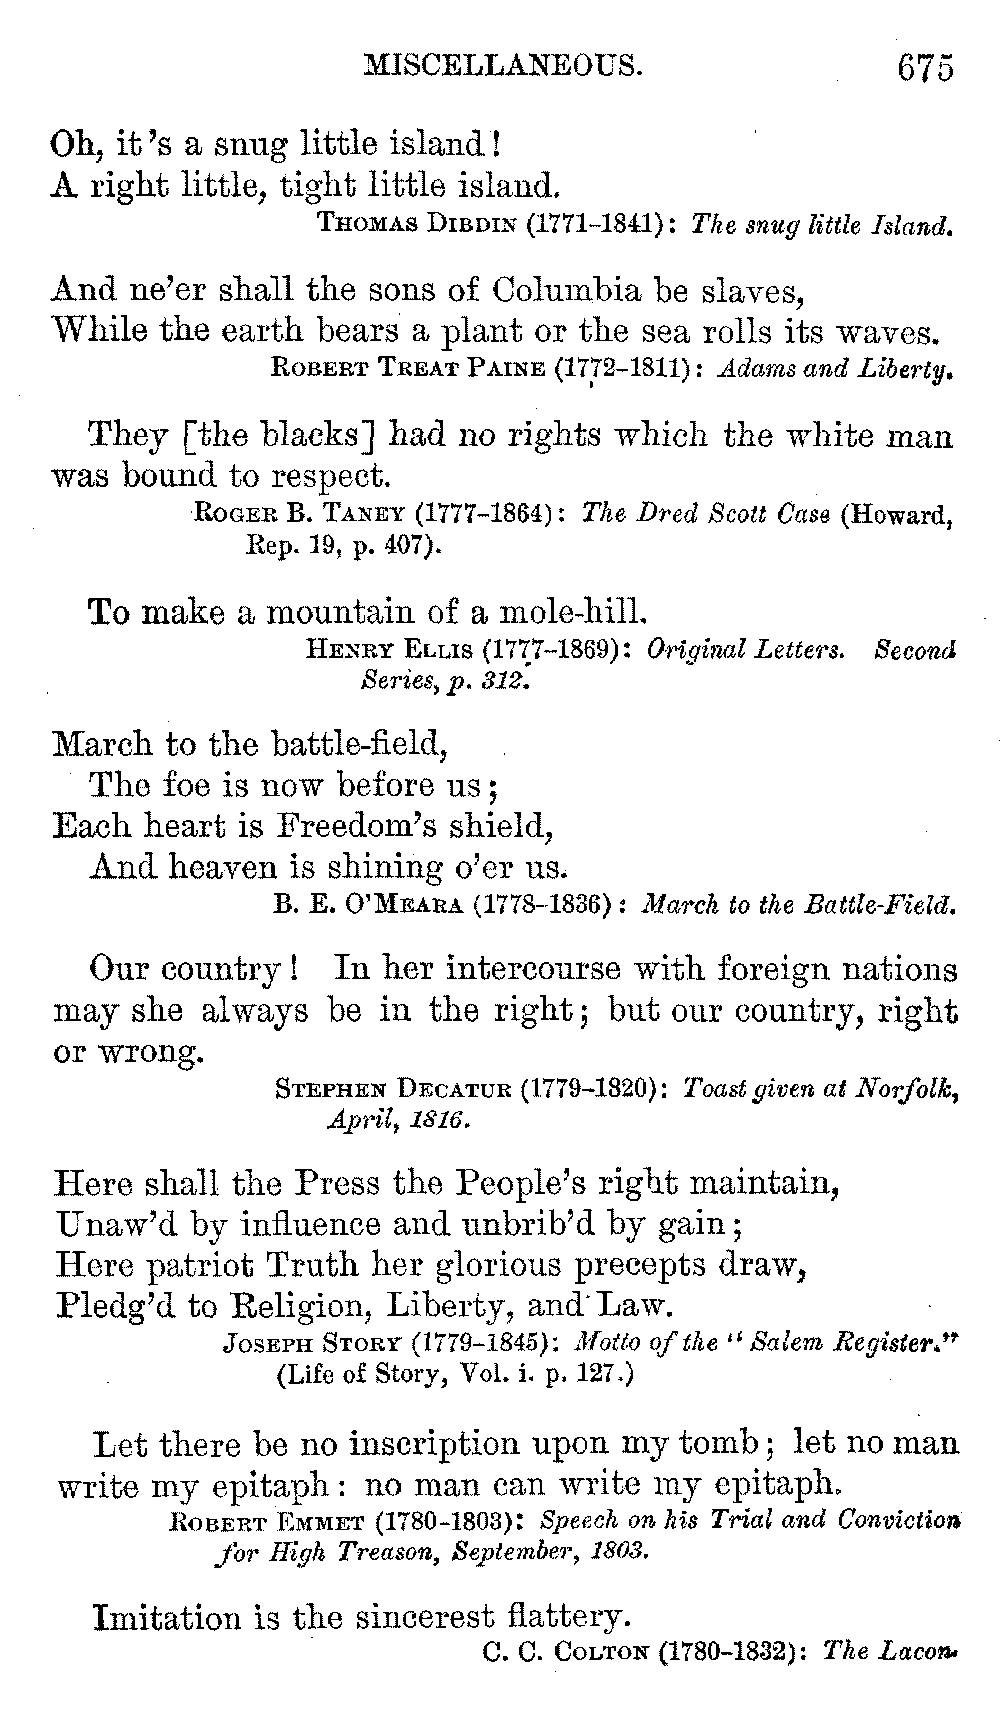 MISCELLANEOUS. 675
Oh, it's a snug little island!
A right little, tight little island.
THOMAS DIBDIN (1771–1841): The snug little Island.
And ne'er shall the sons of Columbia be slaves,
While the earth bears a plant or the sea rolls its waves.
ROBERT TREAT PAINE (1772–1811): Adams and Liberty.
They [the blacks] had no rights which the white man
was bound to respect.
ROGER B. TANEY (1777–1864): The Dred Scott Case (Howard,
Rep. 19, p. 407).
To make a mountain of a mole-hill.
HENRY ELLIS (1777–1869): Original Letters. Second
Series, p. 312.
March to the battle-field,
The foe is now before us;
Each heart is Freedom's shield,
And heaven is shining o'er us.
B. E. O'MEARA (1778–1836): March to the Battle-Field.
Our country! In her intercourse with foreign nations
may she always be in the right; but our country, right
or wrong.
STEPHEN DECATUR (1779–1820): Toast given at Norfolk,
April, 1816.
Here shall the Press the People's right maintain,
Unaw'd by influence and unbrib'd by gain;
Here patriot Truth her glorious precepts draw,
Pledg'd to Religion, Liberty, and Law.
JOSEPH STORY (1779–1845): Motto of the "Salem Register."
(Life of Story, Vol. i. p. 127.)
Let there be no inscription upon my tomb; let no man
write my epitaph: no man can write my epitaph.
ROBERT EMMET (1780–1803): Speech on his Trial and Conviction
for High Treason, September, 1803.
Imitation is the sincerest flattery.
C. C. COLTON (1780–1832): The Lacon.